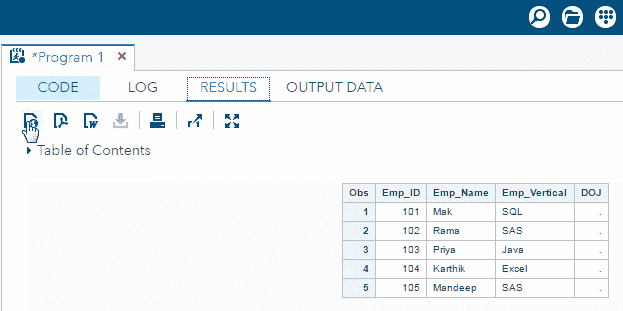 *Program 1 ×
CODE LOG RESULTS OUTPUT DATA
Table of Contents
Obs Emp_ID Emp_Name Emp_Vertical DOJ
1 101 Mak SQL .
2 102 Rama SAS .
3 103 Priya Java .
4 104 Karthik Excel .
5 105 Mandeep SAS .